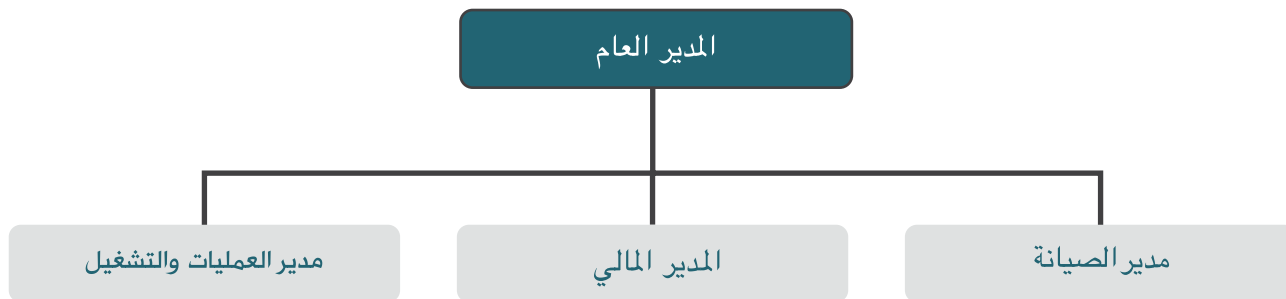 المدير العام
مدير الصيانة
المدير المالي
مدير العمليات والتشغيل